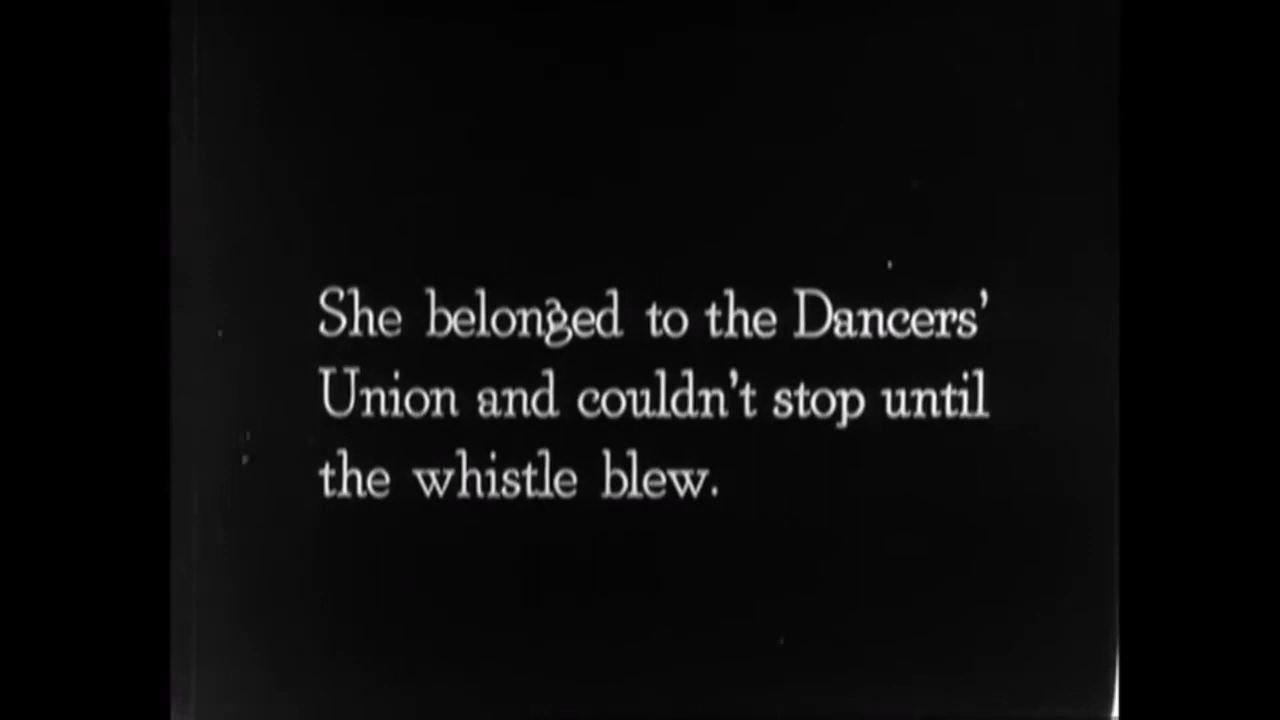 She belonged to the Dancers’
Union and couldn’t stop until
the whistle blew.